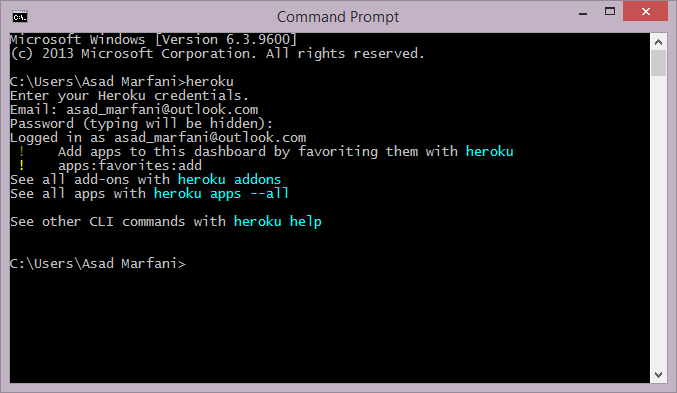 Command Prompt
Microsoft Windows [Version 6.3.9600]
(c) 2013 Microsoft Corporation. All rights reserved.
C:\Users\Asad Marfani>heroku
Enter your Heroku credentials.
Email: asad_marfani@outlook.com
Password (typing will be hidden):
Logged in as asad_marfani@outlook.com
!    Add apps to this dashboard by favoriting them with heroku
!    apps:favorites:add
See all add-ons with heroku addons
See all apps with heroku apps --all
See other CLI commands with heroku help
C:\Users\Asad Marfani>